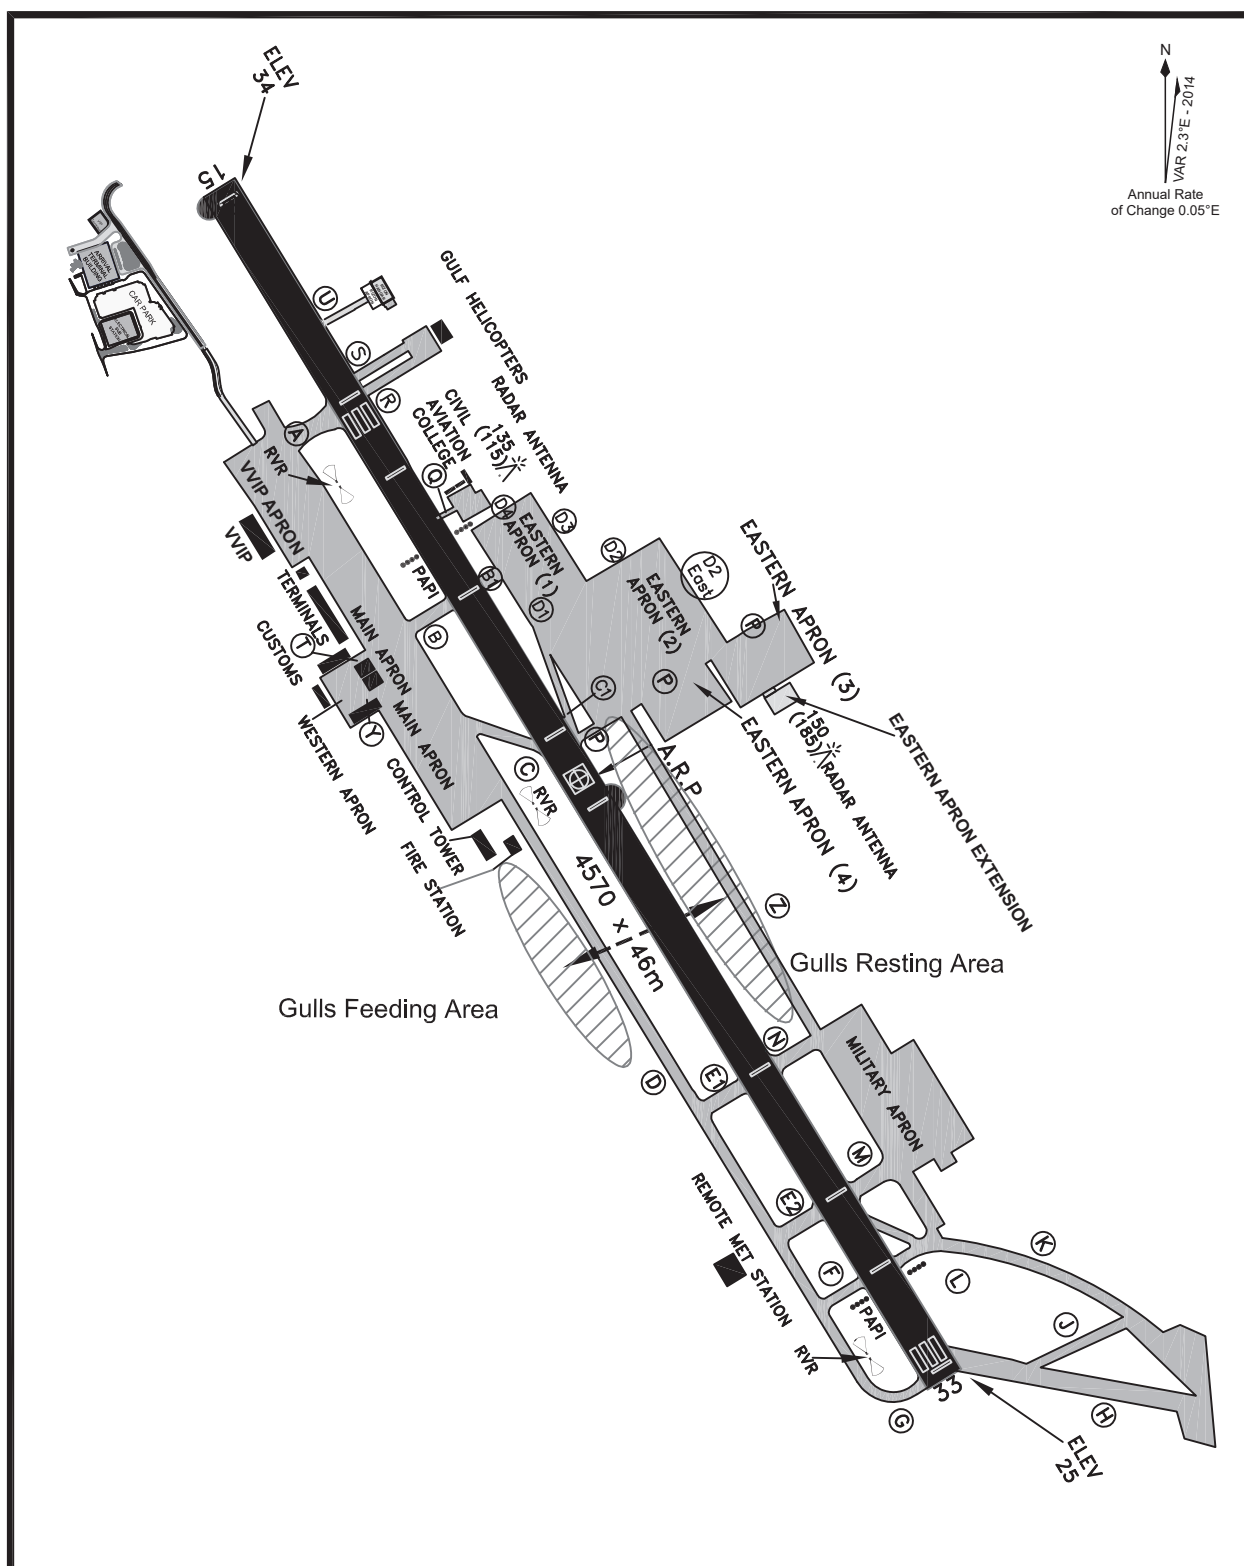 ELEV
34
N
VAR 2.3°E - 2014
Annual Rate
of Change 0.05°E
15
ARRIVAL
TERMINAL
BUILDING
CAR PARK
U
S
R
GULF HELICOPTERS
RADAR ANTENNA
135
(115)
CIVIL
AVIATION
COLLEGE
A
RVR
Q
D4
D3
D2
D2
East
VVIP APRON
VVIP
EASTERN
APRON (1)
PAPI
B1
D1
B
EASTERN
APRON (2)
P
EASTERN APRON (3)
TERMINALS
CUSTOMS
T
MAIN APRON
MAIN APRON
WESTERN APRON
Y
C1
P
P
EASTERN APRON (4)
150
(185)
RADAR ANTENNA
EASTERN APRON EXTENSION
A.R.P
C
RVR
CONTROL TOWER
FIRE STATION
4570 x 46m
Z
Gulls Resting Area
Gulls Feeding Area
N
MILITARY APRON
D
E1
M
E2
REMOTE MET STATION
F
K
L
J
PAPI
RVR
33
G
H
ELEV
25